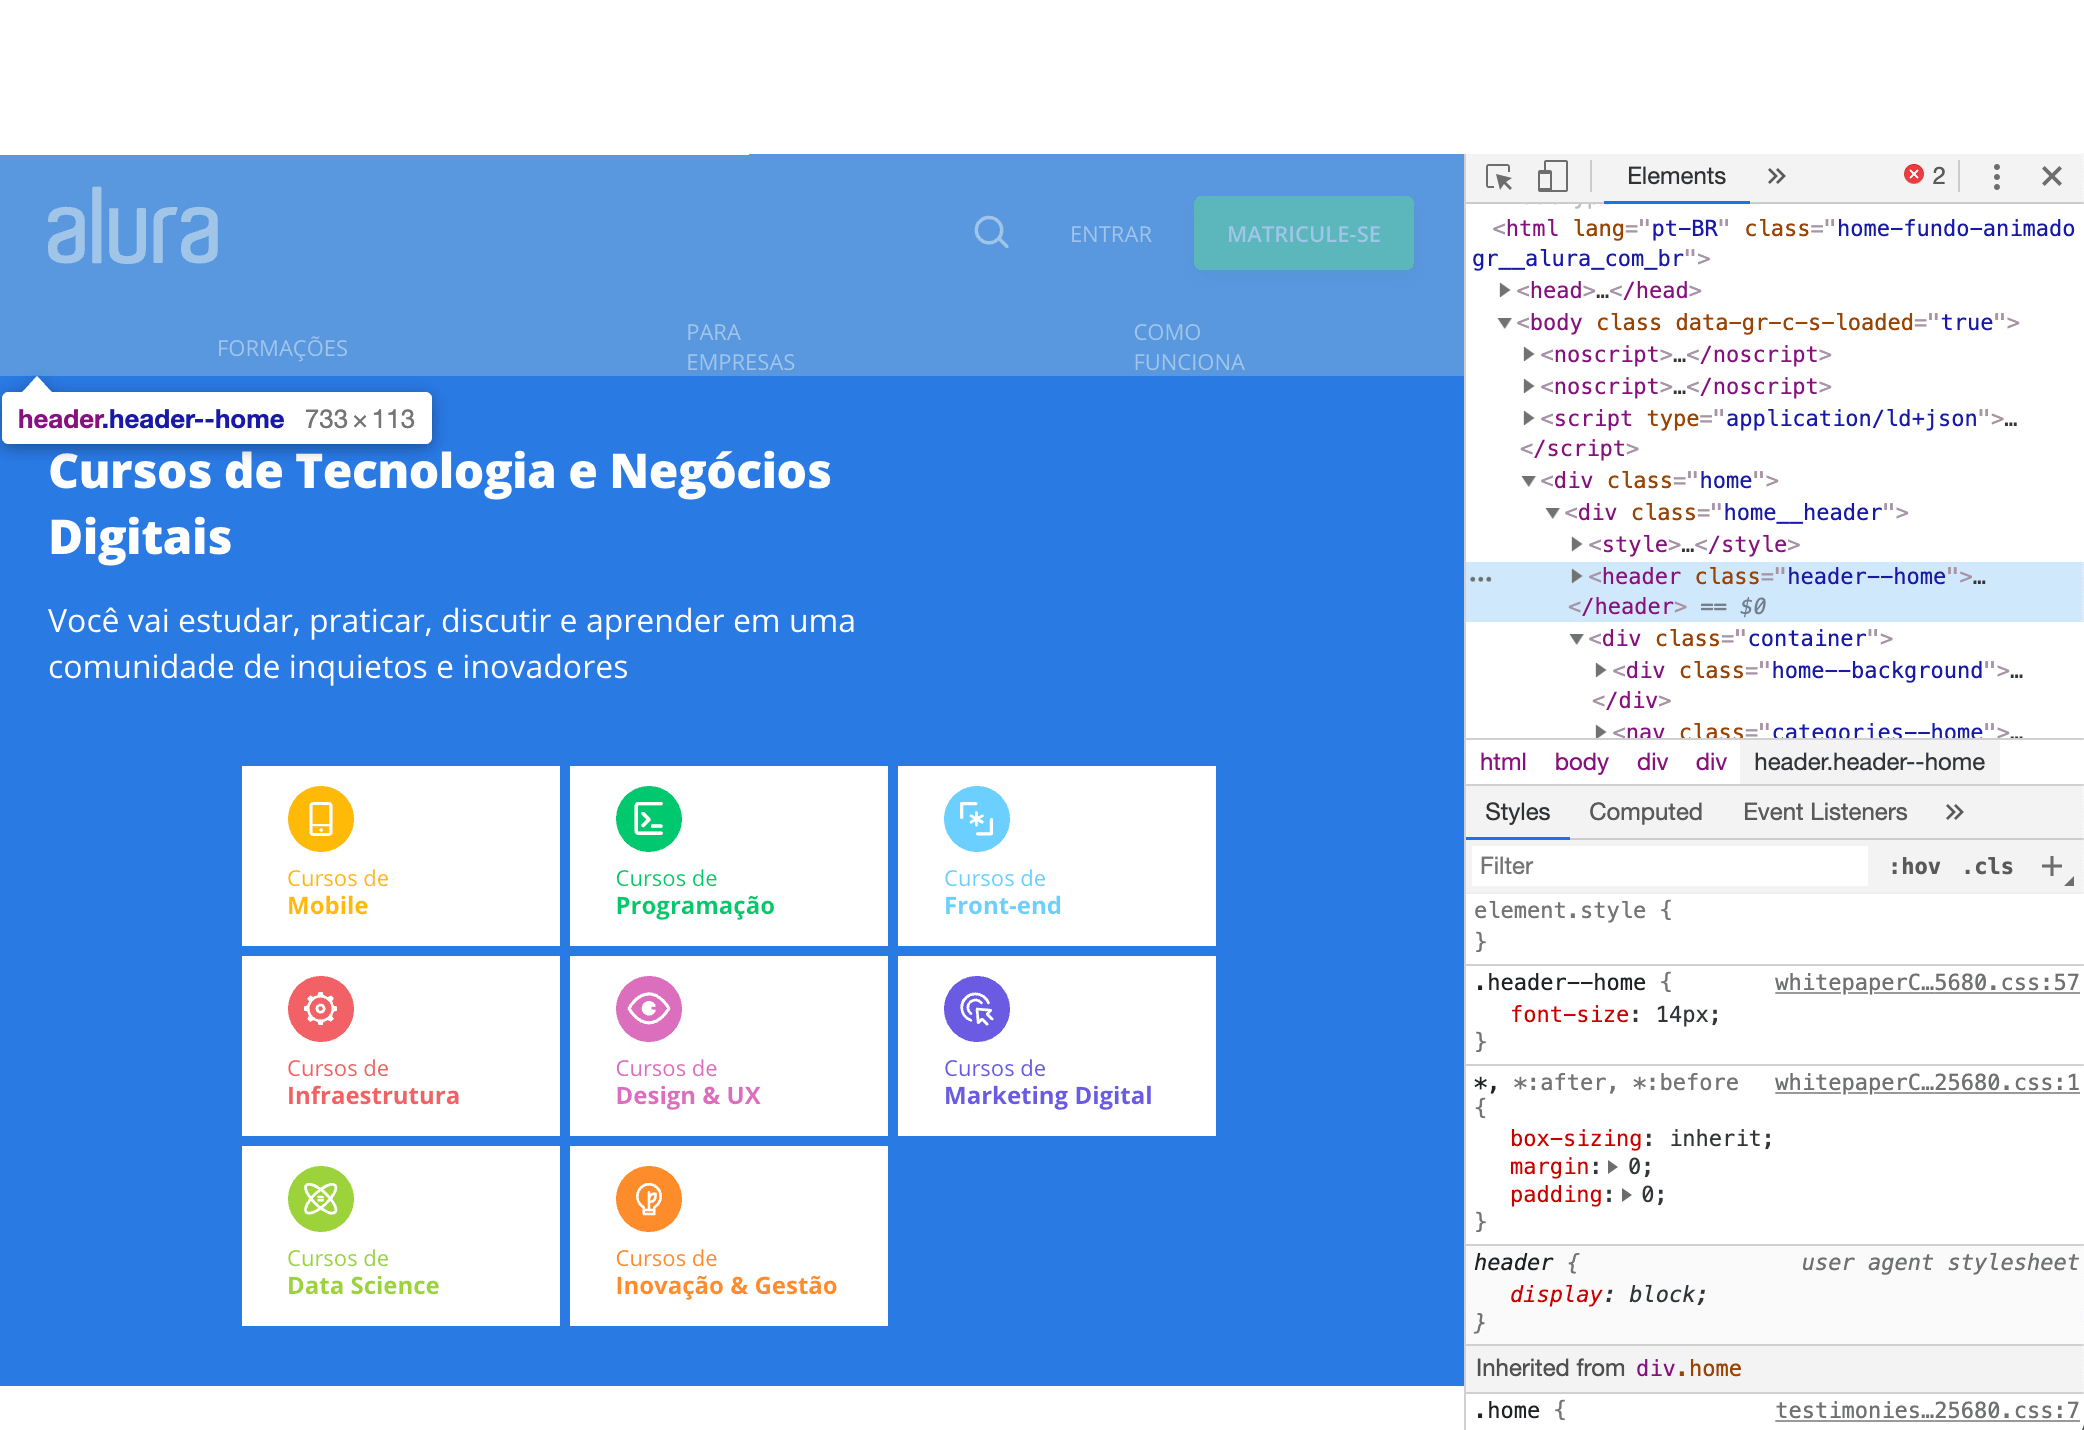 alura
ENTRAR
MATRICULE-SE
FORMAÇÕES
PARA
EMPRESAS
COMO
FUNCIONA
header.header--home 733 × 113
Cursos de Tecnologia e Negócios
Digitais
Você vai estudar, praticar, discutir e aprender em uma
comunidade de inquietos e inovadores
Cursos de
Mobile
Cursos de
Programação
Cursos de
Front-end
Cursos de
Infraestrutura
Cursos de
Design & UX
Cursos de
Marketing Digital
Cursos de
Data Science
Cursos de
Inovação & Gestão
Elements » 2
<html lang="pt-BR" class="home-fundo-animado
gr__alura_com_br">
<head>…</head>
<body class data-gr-c-s-loaded="true">
<noscript>…</noscript>
<noscript>…</noscript>
<script type="application/ld+json">…
</script>
<div class="home">
<div class="home__header">
<style>…</style>
<header class="header--home">…
</header> == $0
<div class="container">
<div class="home--background">…
</div>
<nav class="categories--home">…
html body div div header.header--home
Styles Computed Event Listeners »
Filter :hov .cls +
element.style {
}
.header--home { whitepaperC…5680.css:57
font-size: 14px;
}
*, *:after, *:before whitepaperC…25680.css:1
{
box-sizing: inherit;
margin: 0;
padding: 0;
}
header { user agent stylesheet
display: block;
}
Inherited from div.home
.home { testimonies…25680.css:7